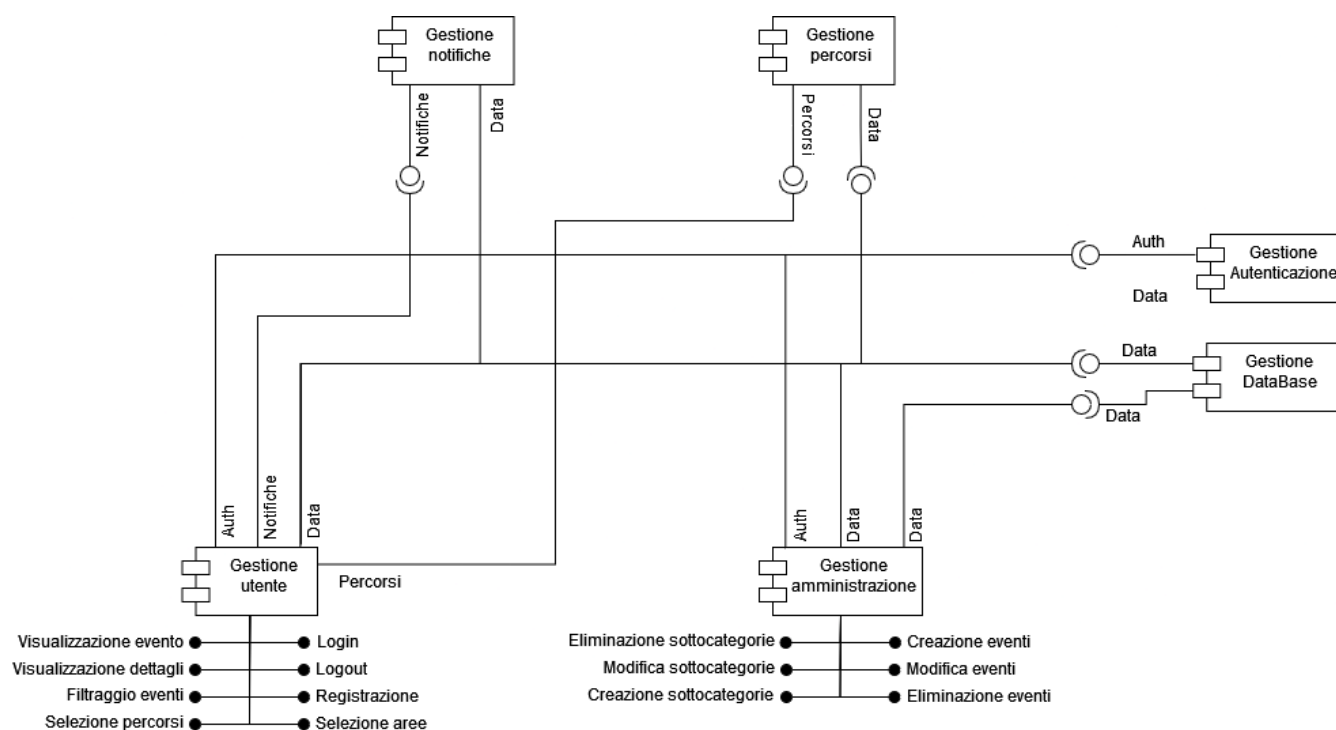 Gestione
notifiche
Gestione
percorsi
Notifiche
Data
Percorsi
Data
Auth
Gestione
Autenticazione
Data
Data
Gestione
DataBase
Data
Auth
Notifiche
Data
Auth
Data
Data
Gestione
utente
Percorsi
Gestione
amministrazione
Visualizzazione evento
Login
Visualizzazione dettagli
Logout
Filtraggio eventi
Registrazione
Selezione percorsi
Selezione aree
Eliminazione sottocategorie
Creazione eventi
Modifica sottocategorie
Modifica eventi
Creazione sottocategorie
Eliminazione eventi